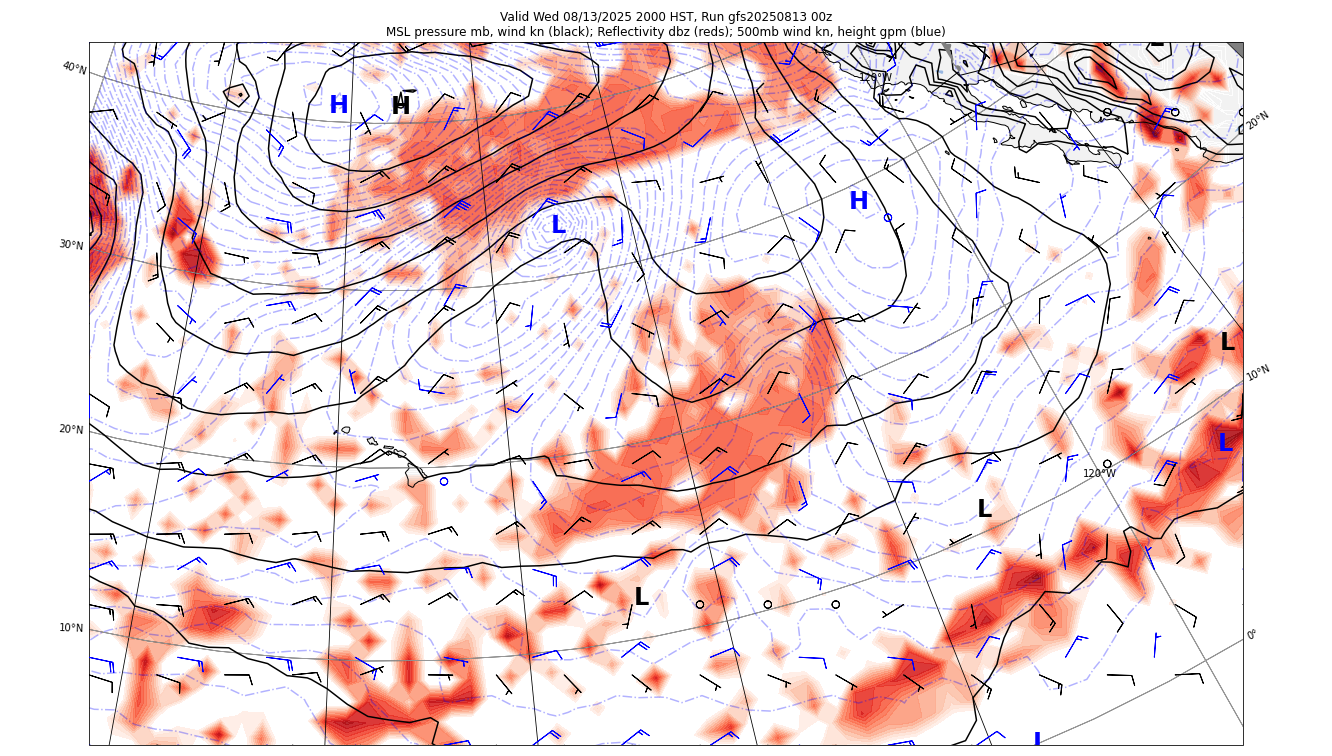 Valid Wed 08/13/2025 2000 HST, Run gfs20250813 00z
MSL pressure mb, wind kn (black); Reflectivity dbz (reds); 500mb wind kn, height gpm (blue)
40°N
120°W
H
H
20°N
H
30°N
L
L
10°N
20°N
L
120°W
L
L
10°N
0°
L